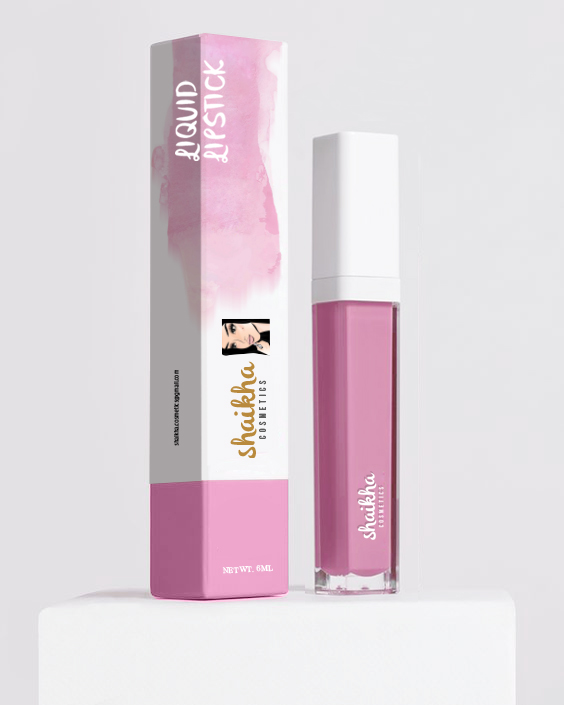 LIQUID
LIPSTICK
shaikha
COSMETICS
NET WT. 6ML
shaikha
COSMETICS